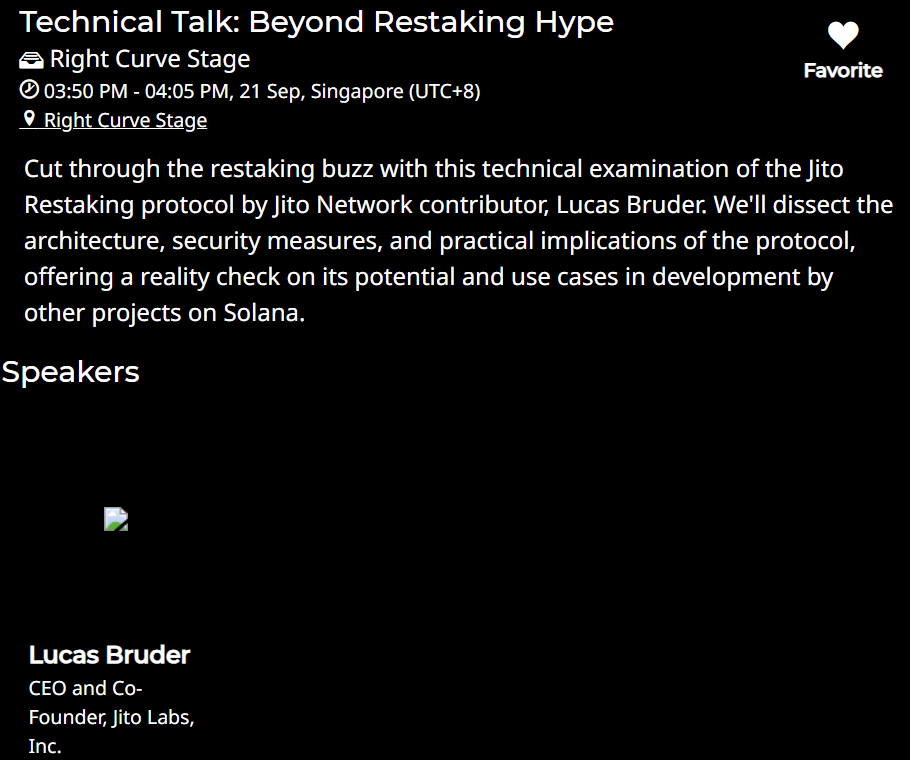 Technical Talk: Beyond Restaking Hype
Favorite
Right Curve Stage
03:50 PM - 04:05 PM, 21 Sep, Singapore (UTC+8)
Right Curve Stage
Cut through the restaking buzz with this technical examination of the Jito
Restaking protocol by Jito Network contributor, Lucas Bruder. We'll dissect the
architecture, security measures, and practical implications of the protocol,
offering a reality check on its potential and use cases in development by
other projects on Solana.
Speakers
Lucas Bruder
CEO and Co-
Founder, Jito Labs,
Inc.